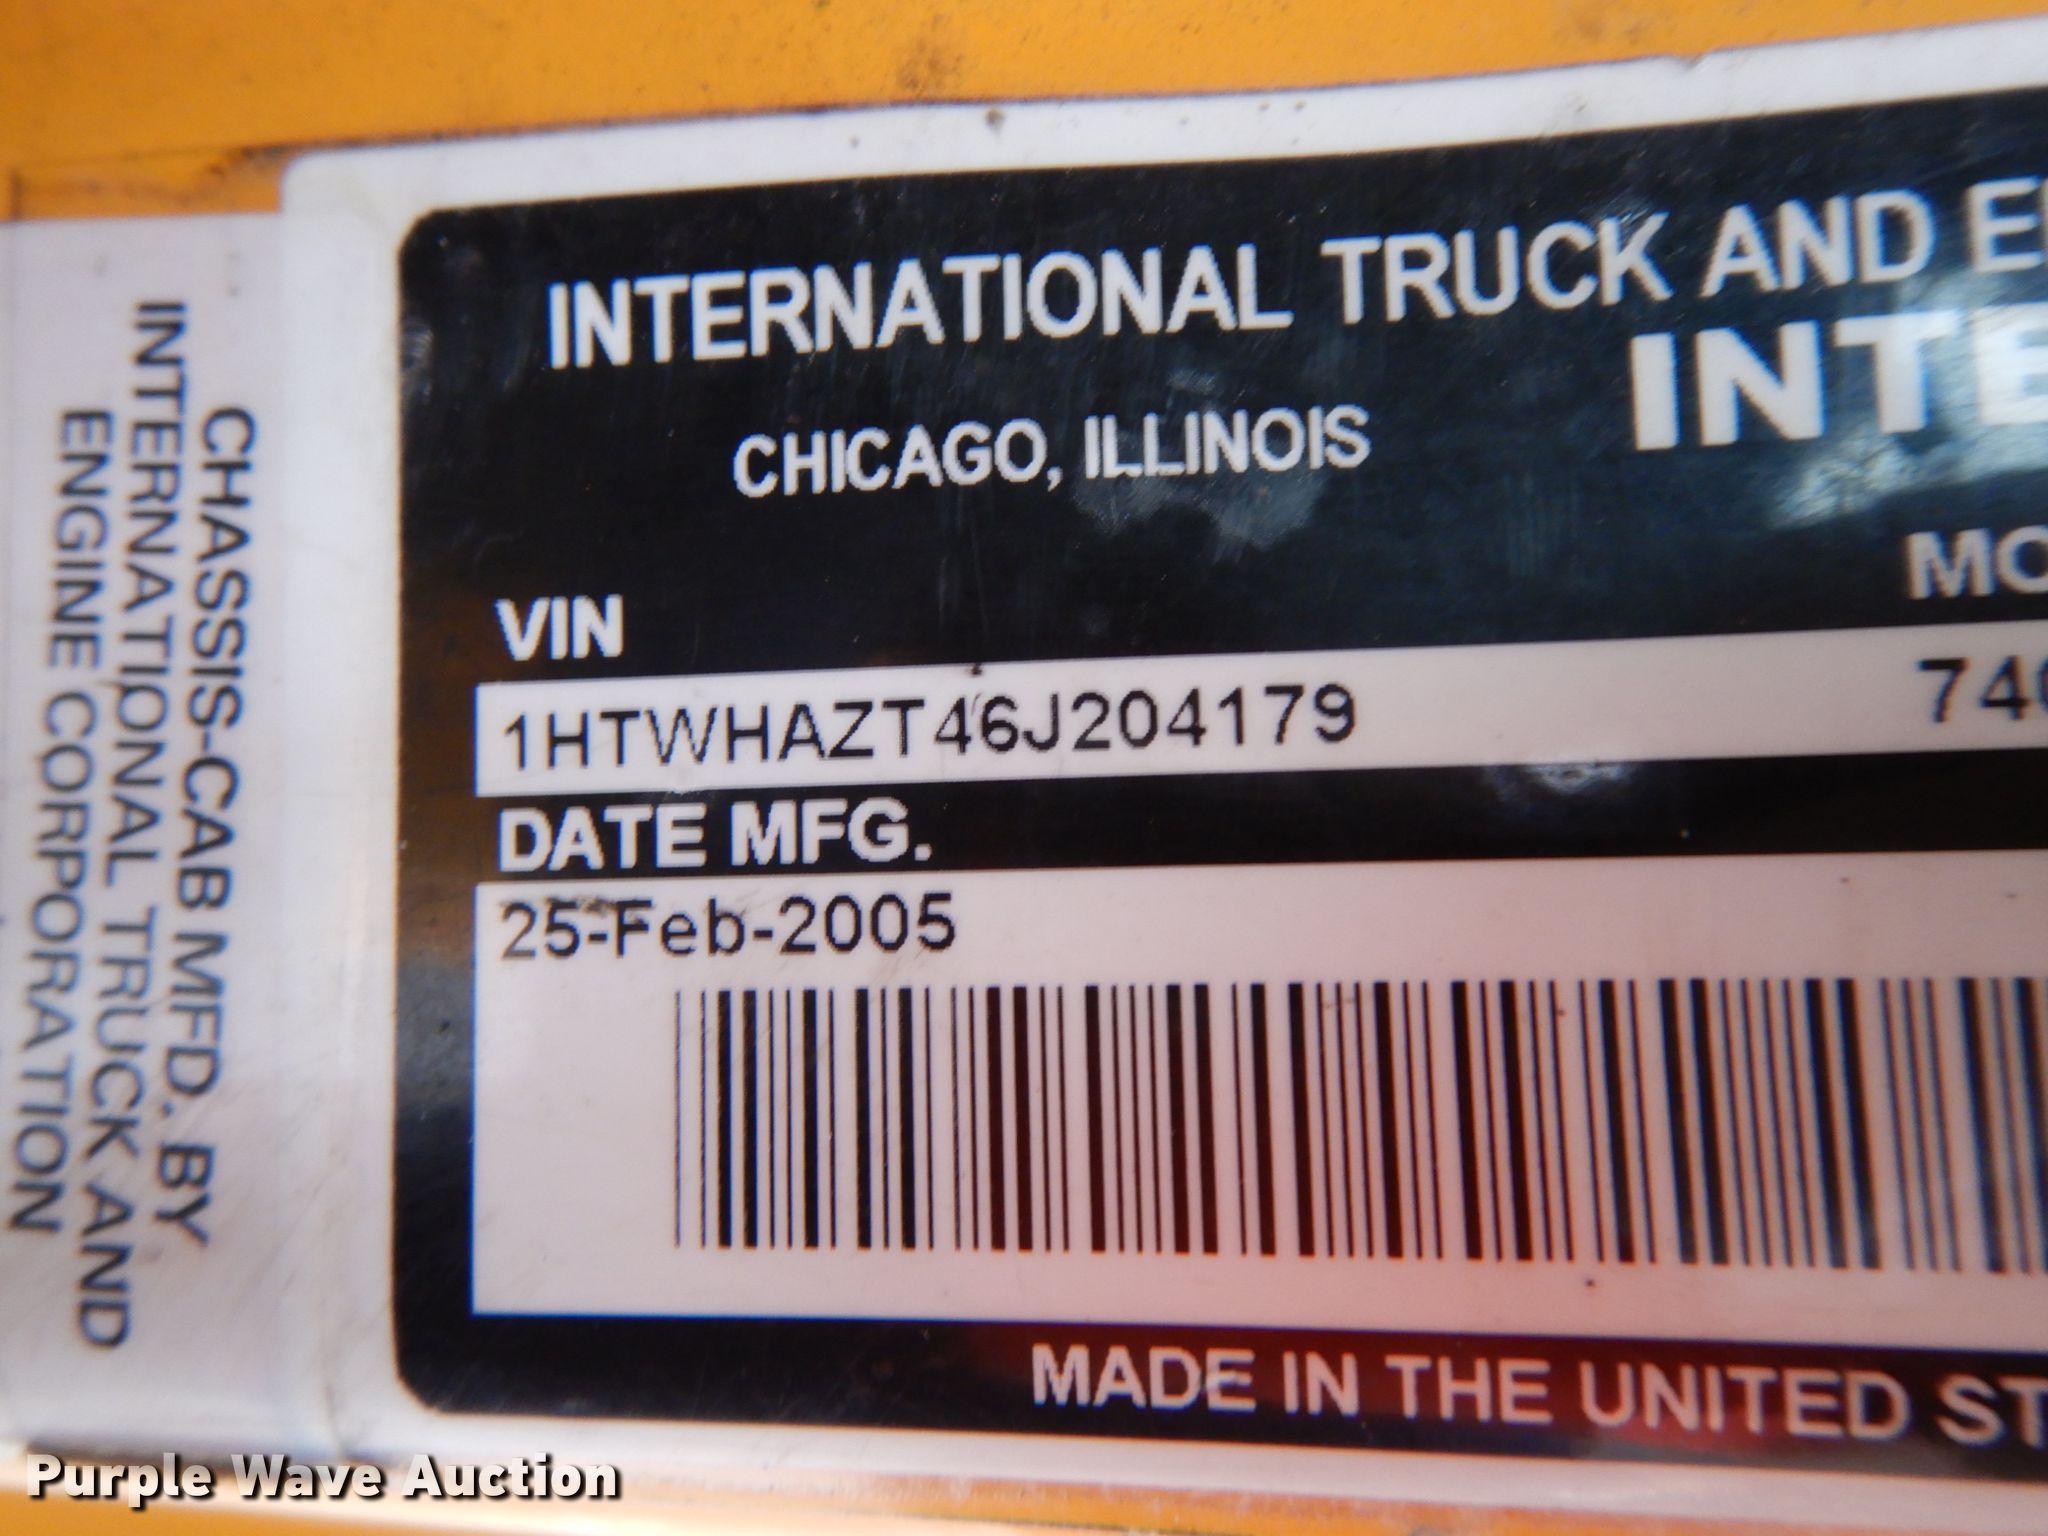 INTERNATIONAL TRUCK AND E
INTE
CHICAGO, ILLINOIS
VIN
MO
1HTWHAZT46J204179
740
DATE MFG.
25-Feb-2005
MADE IN THE UNITED ST
CHASSIS-CAB MFD. BY
INTERNATIONAL TRUCK AND
ENGINE CORPORATION
Purple Wave Auction